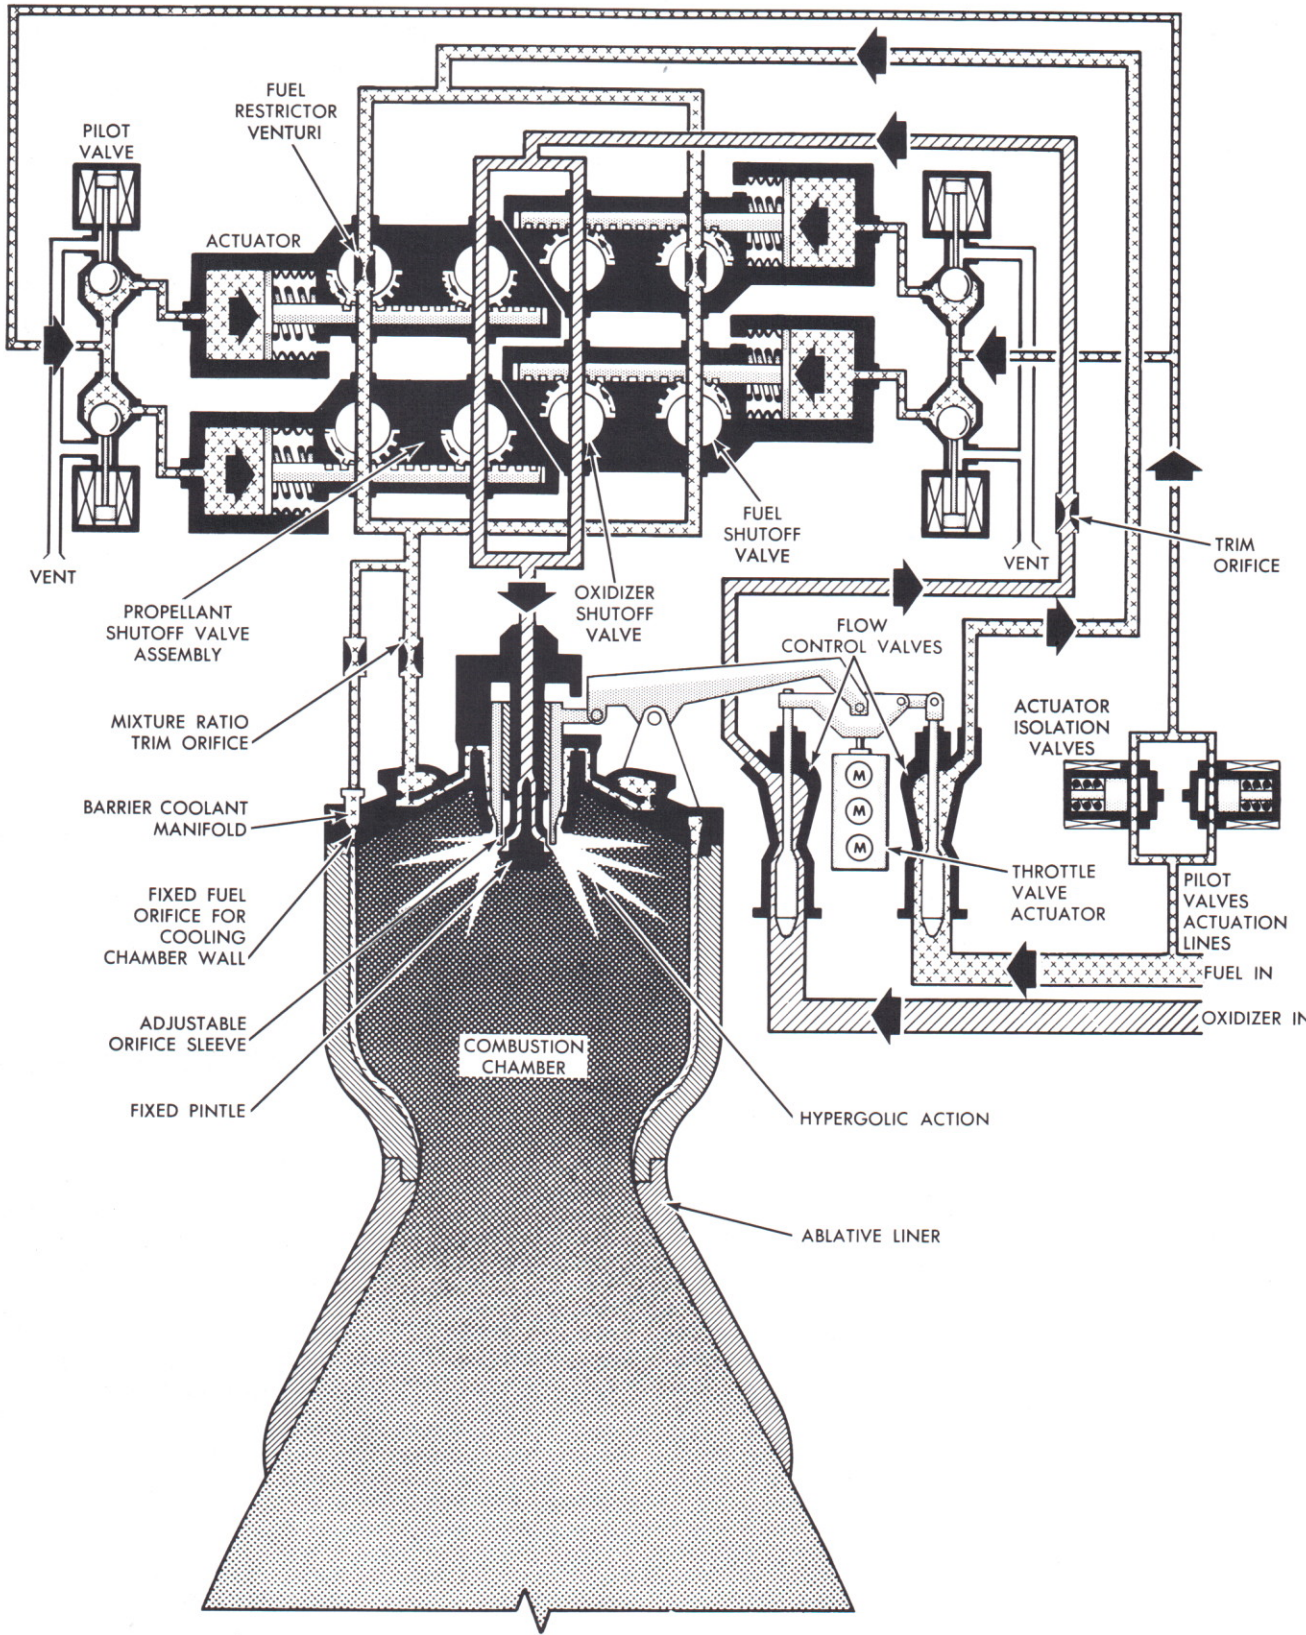 FUEL
RESTRICTOR
VENTURI
PILOT
VALVE
ACTUATOR
VENT
PROPELLANT
SHUTOFF VALVE
ASSEMBLY
OXIDIZER
SHUTOFF
VALVE
FUEL
SHUTOFF
VALVE
VENT
TRIM
ORIFICE
FLOW
CONTROL VALVES
MIXTURE RATIO
TRIM ORIFICE
ACTUATOR
ISOLATION
VALVES
BARRIER COOLANT
MANIFOLD
M
M
M
THROTTLE
VALVE
ACTUATOR
PILOT
VALVES
ACTUATION
LINES
FIXED FUEL
ORIFICE FOR
COOLING
CHAMBER WALL
FUEL IN
OXIDIZER IN
ADJUSTABLE
ORIFICE SLEEVE
COMBUSTION
CHAMBER
FIXED PINTLE
HYPERGOLIC ACTION
ABLATIVE LINER